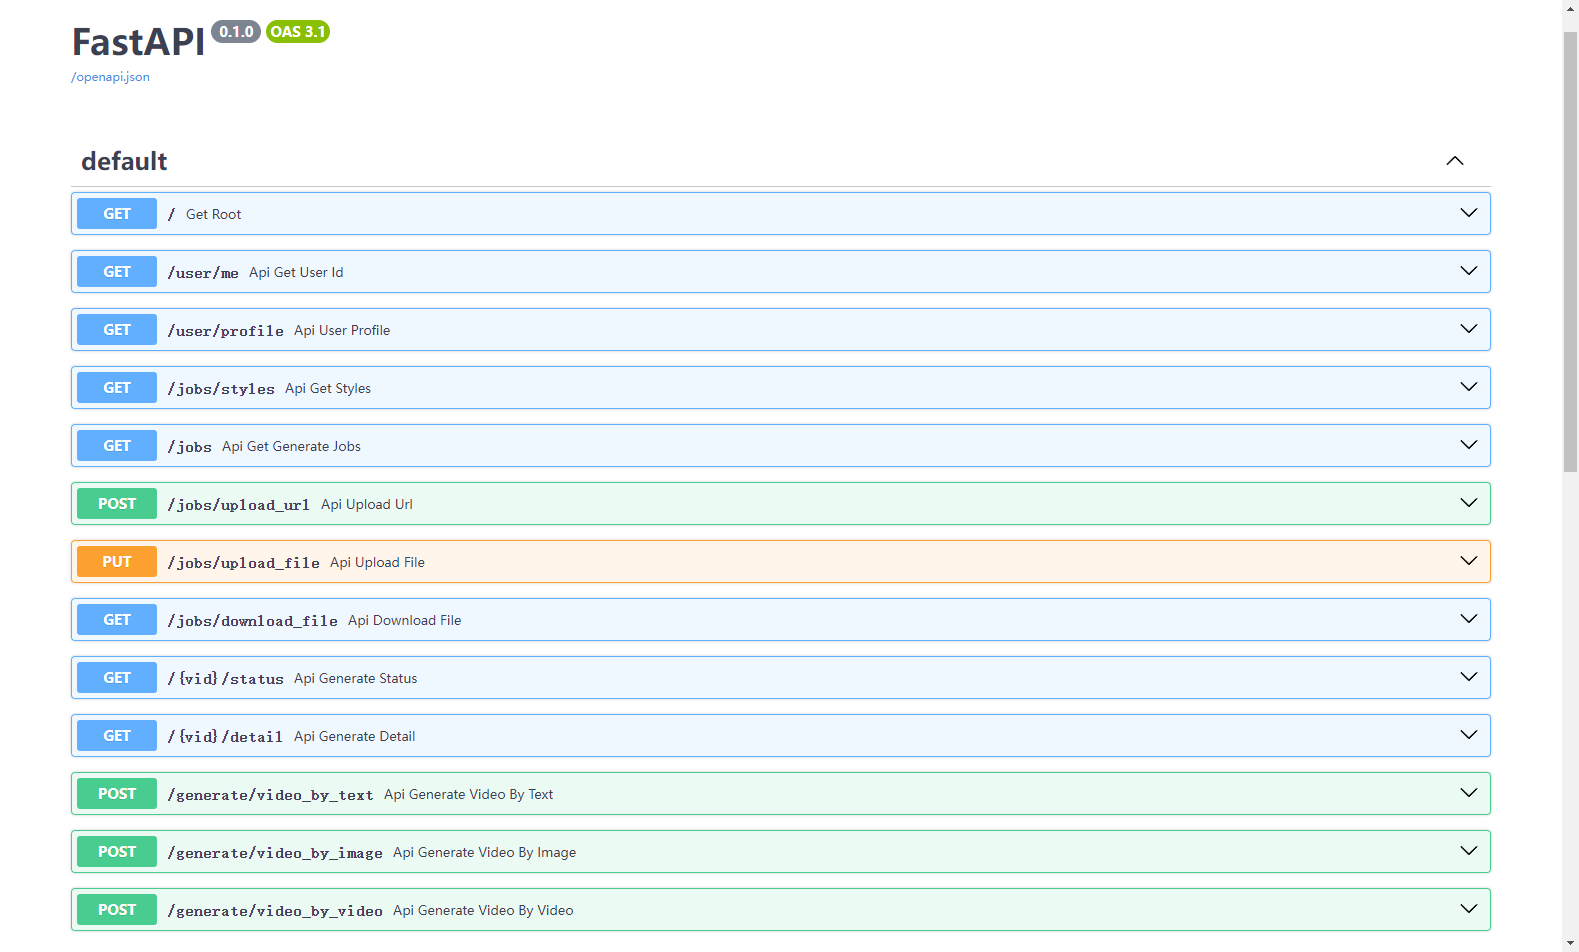 FastAPI 0.1.0 OAS 3.1
/openapi.json
default
GET / Get Root
GET /user/me Api Get User Id
GET /user/profile Api User Profile
GET /jobs/styles Api Get Styles
GET /jobs Api Get Generate Jobs
POST /jobs/upload_url Api Upload Url
PUT /jobs/upload_file Api Upload File
GET /jobs/download_file Api Download File
GET /{vid}/status Api Generate Status
GET /{vid}/detail Api Generate Detail
POST /generate/video_by_text Api Generate Video By Text
POST /generate/video_by_image Api Generate Video By Image
POST /generate/video_by_video Api Generate Video By Video